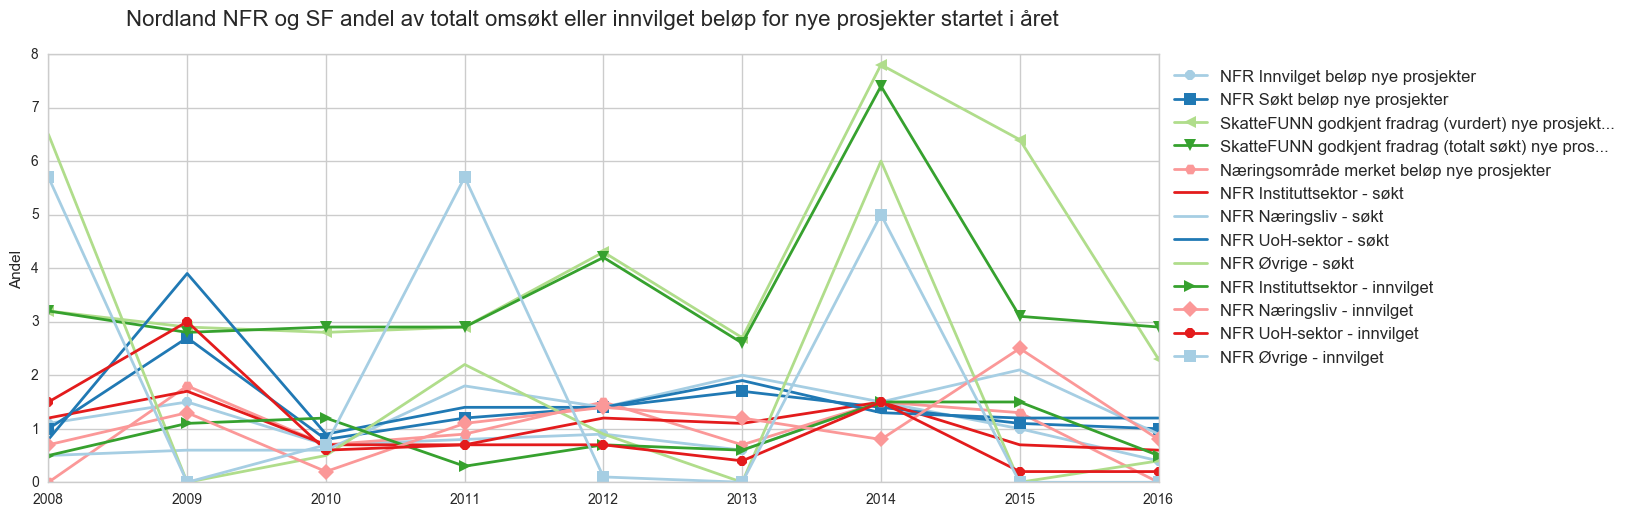 Nordland NFR og SF andel av totalt omsøkt eller innvilget beløp for nye prosjekter startet i året
8
7
6
5
4
3
2
1
0
Andel
2008 2009 2010 2011 2012 2013 2014 2015 2016
NFR Innvilget beløp nye prosjekter
NFR Søkt beløp nye prosjekter
SkatteFUNN godkjent fradrag (vurdert) nye prosjekt...
SkatteFUNN godkjent fradrag (totalt søkt) nye pros...
Næringsområde merket beløp nye prosjekter
NFR Instituttsektor - søkt
NFR Næringsliv - søkt
NFR UoH-sektor - søkt
NFR Øvrige - søkt
NFR Instituttsektor - innvilget
NFR Næringsliv - innvilget
NFR UoH-sektor - innvilget
NFR Øvrige - innvilget